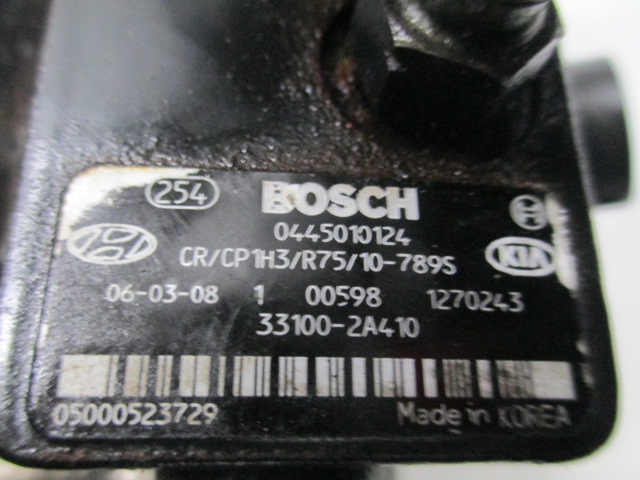 254 BOSCH
0445010124
CR/CP1H3/R75/10-789S KIA
06-03-08 1 00598 1270243
33100-2A410
05000523729 Made in KOREA